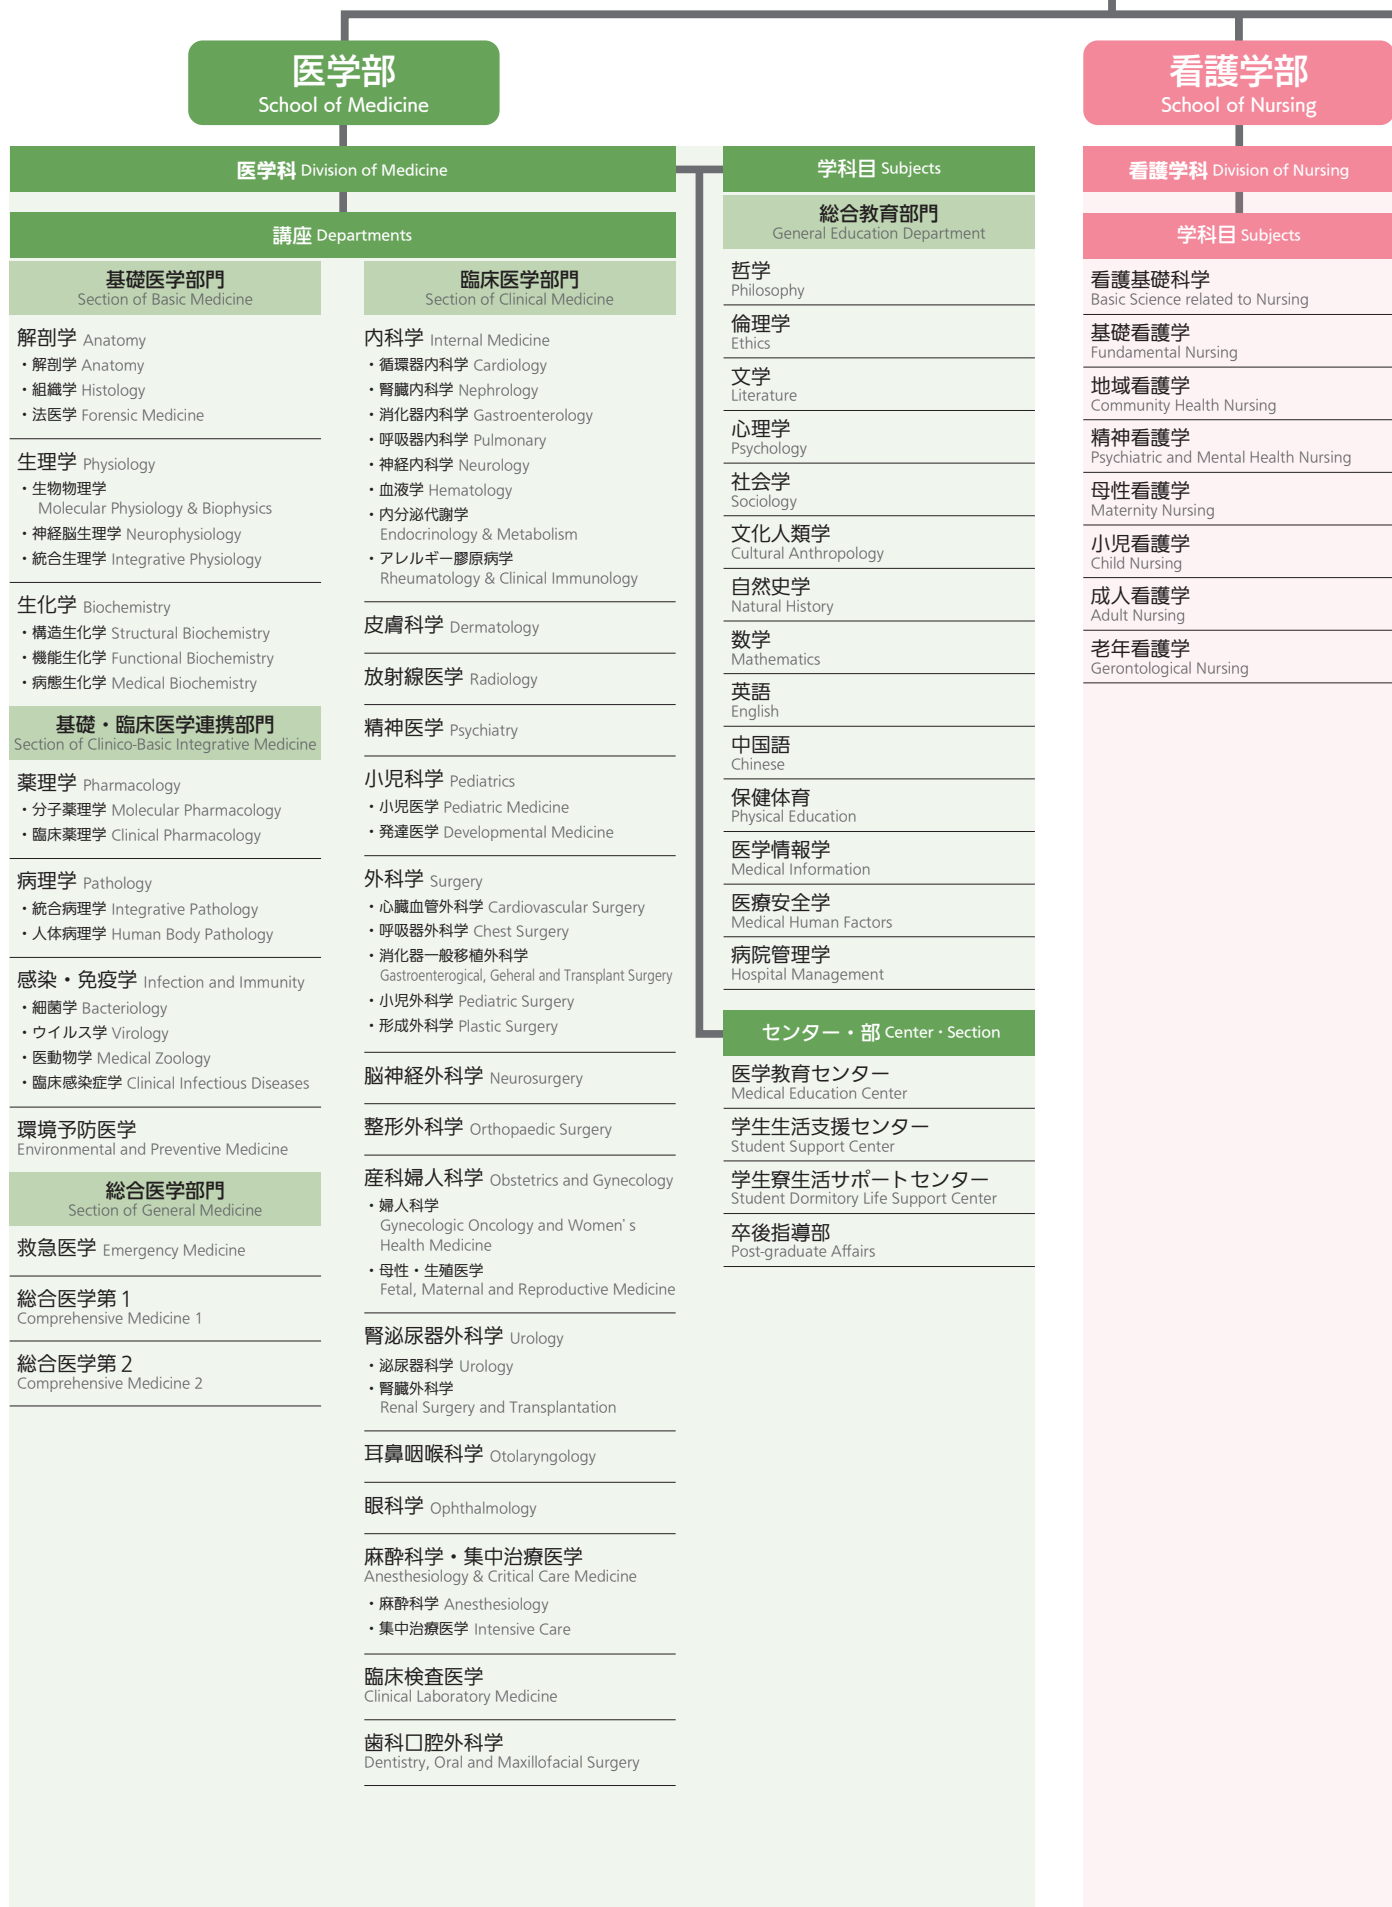 医学部
School of Medicine
医学科 Division of Medicine
講座 Departments
基礎医学部門
Section of Basic Medicine
解剖学 Anatomy
・解剖学 Anatomy
・組織学 Histology
・法医学 Forensic Medicine
生理学 Physiology
・生物物理学
Molecular Physiology & Biophysics
・神経脳生理学 Neurophysiology
・統合生理学 Integrative Physiology
生化学 Biochemistry
・構造生化学 Structural Biochemistry
・機能生化学 Functional Biochemistry
・病態生化学 Medical Biochemistry
基礎・臨床医学連携部門
Section of Clinico-Basic Integrative Medicine
薬理学 Pharmacology
・分子薬理学 Molecular Pharmacology
・臨床薬理学 Clinical Pharmacology
病理学 Pathology
・統合病理学 Integrative Pathology
・人体病理学 Human Body Pathology
感染・免疫学 Infection and Immunity
・細菌学 Bacteriology
・ウイルス学 Virology
・医動物学 Medical Zoology
・臨床感染症学 Clinical Infectious Diseases
環境予防医学
Environmental and Preventive Medicine
総合医学部門
Section of General Medicine
救急医学 Emergency Medicine
総合医学第1
Comprehensive Medicine 1
総合医学第2
Comprehensive Medicine 2
臨床医学部門
Section of Clinical Medicine
内科学 Internal Medicine
・循環器内科学 Cardiology
・腎臓内科学 Nephrology
・消化器内科学 Gastroenterology
・呼吸器内科学 Pulmonary
・神経内科学 Neurology
・血液学 Hematology
・内分泌代謝学
Endocrinology & Metabolism
・アレルギー膠原病学
Rheumatology & Clinical Immunology
皮膚科学 Dermatology
放射線医学 Radiology
精神医学 Psychiatry
小児科学 Pediatrics
・小児医学 Pediatric Medicine
・発達医学 Developmental Medicine
外科学 Surgery
・心臓血管外科学 Cardiovascular Surgery
・呼吸器外科学 Chest Surgery
・消化器一般移植外科学
Gastroenterogical, Geheral and Transplant Surgery
・小児外科学 Pediatric Surgery
・形成外科学 Plastic Surgery
脳神経外科学 Neurosurgery
整形外科学 Orthopaedic Surgery
産科婦人科学 Obstetrics and Gynecology
・婦人科学
Gynecologic Oncology and Women's
Health Medicine
・母性・生殖医学
Fetal, Maternal and Reproductive Medicine
腎泌尿器外科学 Urology
・泌尿器科学 Urology
・腎臓外科学
Renal Surgery and Transplantation
耳鼻咽喉科学 Otolaryngology
眼科学 Ophthalmology
麻酔科学・集中治療医学
Anesthesiology & Critical Care Medicine
・麻酔科学 Anesthesiology
・集中治療医学 Intensive Care
臨床検査医学
Clinical Laboratory Medicine
歯科口腔外科学
Dentistry, Oral and Maxillofacial Surgery
学科目 Subjects
総合教育部門
General Education Department
哲学
Philosophy
倫理学
Ethics
文学
Literature
心理学
Psychology
社会学
Sociology
文化人類学
Cultural Anthropology
自然史学
Natural History
数学
Mathematics
英語
English
中国語
Chinese
保健体育
Physical Education
医学情報学
Medical Information
医療安全学
Medical Human Factors
病院管理学
Hospital Management
センター・部 Center・Section
医学教育センター
Medical Education Center
学生生活支援センター
Student Support Center
学生寮生活サポートセンター
Student Dormitory Life Support Center
卒後指導部
Post-graduate Affairs
看護学部
School of Nursing
看護学科 Division of Nursing
学科目 Subjects
看護基礎科学
Basic Science related to Nursing
基礎看護学
Fundamental Nursing
地域看護学
Community Health Nursing
精神看護学
Psychiatric and Mental Health Nursing
母性看護学
Maternity Nursing
小児看護学
Child Nursing
成人看護学
Adult Nursing
老年看護学
Gerontological Nursing